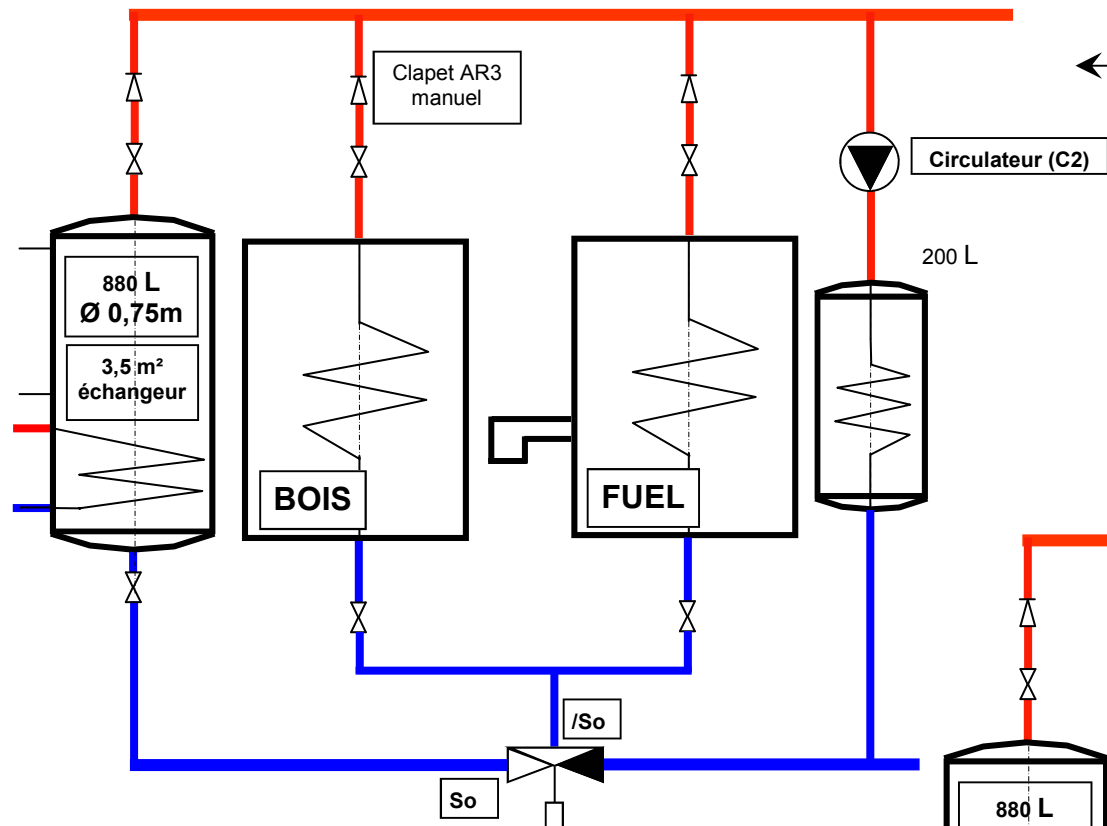 Clapet AR3
manuel
Circulateur (C2)
200 L
880 L
Ø 0,75m
3,5 m²
échangeur
BOIS
FUEL
/So
So
880 L